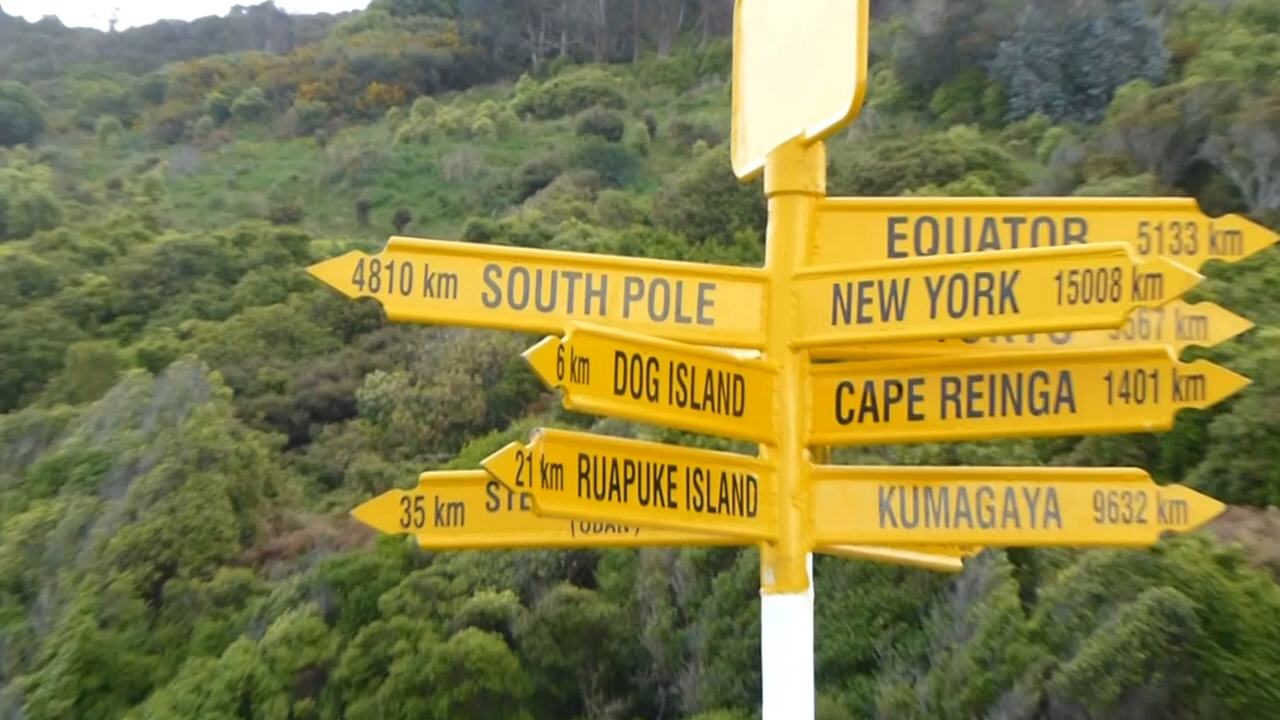 EQUATOR 5133 km
4810 km SOUTH POLE
NEW YORK 15008 km
6 km DOG ISLAND
CAPE REINGA 1401 km
21 km RUAPUKE ISLAND
35 km
(OBAN)
KUMAGAYA 9632 km